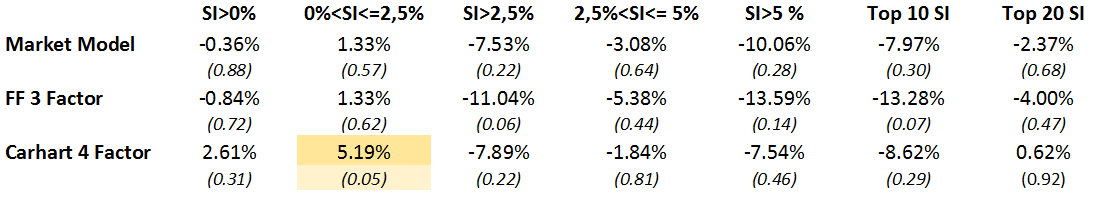 SI>0% 0%<SI<=2,5% SI>2,5% 2,5%<SI<= 5% SI>5 % Top 10 SI Top 20 SI
Market Model -0.36% 1.33% -7.53% -3.08% -10.06% -7.97% -2.37%
(0.88) (0.57) (0.22) (0.64) (0.28) (0.30) (0.68)
FF 3 Factor -0.84% 1.33% -11.04% -5.38% -13.59% -13.28% -4.00%
(0.72) (0.62) (0.06) (0.44) (0.14) (0.07) (0.47)
Carhart 4 Factor 2.61% 5.19% -7.89% -1.84% -7.54% -8.62% 0.62%
(0.31) (0.05) (0.22) (0.81) (0.46) (0.29) (0.92)